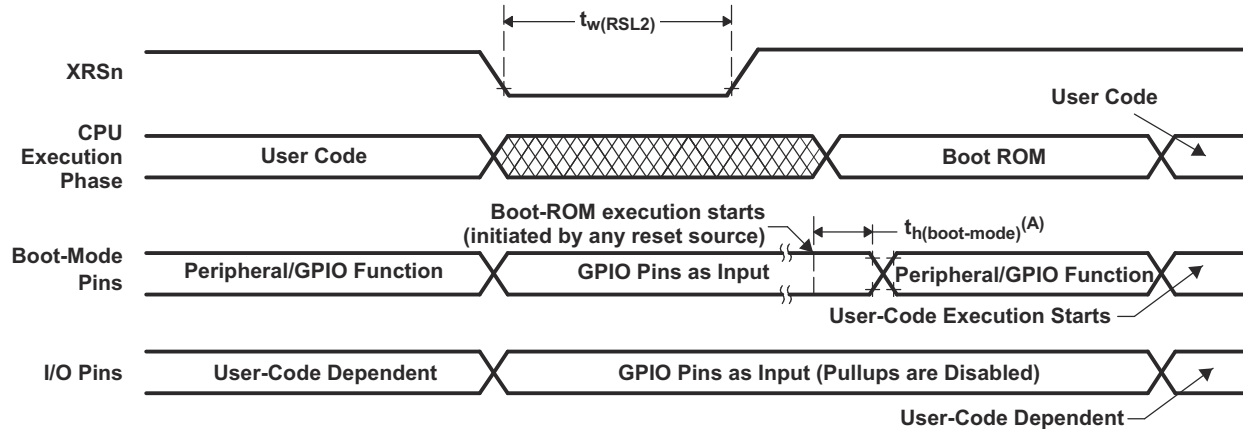 t_w(RSL2)
XRSn
User Code
CPU
Execution
Phase
User Code
Boot ROM
Boot-ROM execution starts
(initiated by any reset source)
t_h(boot-mode)^(A)
Boot-Mode
Pins
Peripheral/GPIO Function
GPIO Pins as Input
Peripheral/GPIO Function
User-Code Execution Starts
I/O Pins
User-Code Dependent
GPIO Pins as Input (Pullups are Disabled)
User-Code Dependent